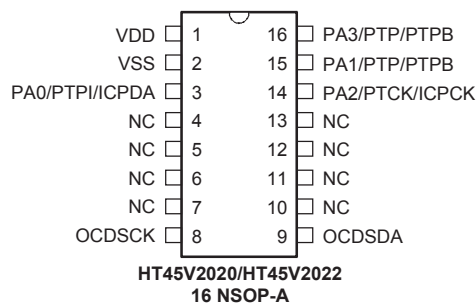 VDD 1 16 PA3/PTP/PTPB
VSS 2 15 PA1/PTP/PTPB
PA0/PTPI/ICPDA 3 14 PA2/PTCK/ICPCK
NC 4 13 NC
NC 5 12 NC
NC 6 11 NC
NC 7 10 NC
OCDSCK 8 9 OCDSDA
HT45V2020/HT45V2022
16 NSOP-A